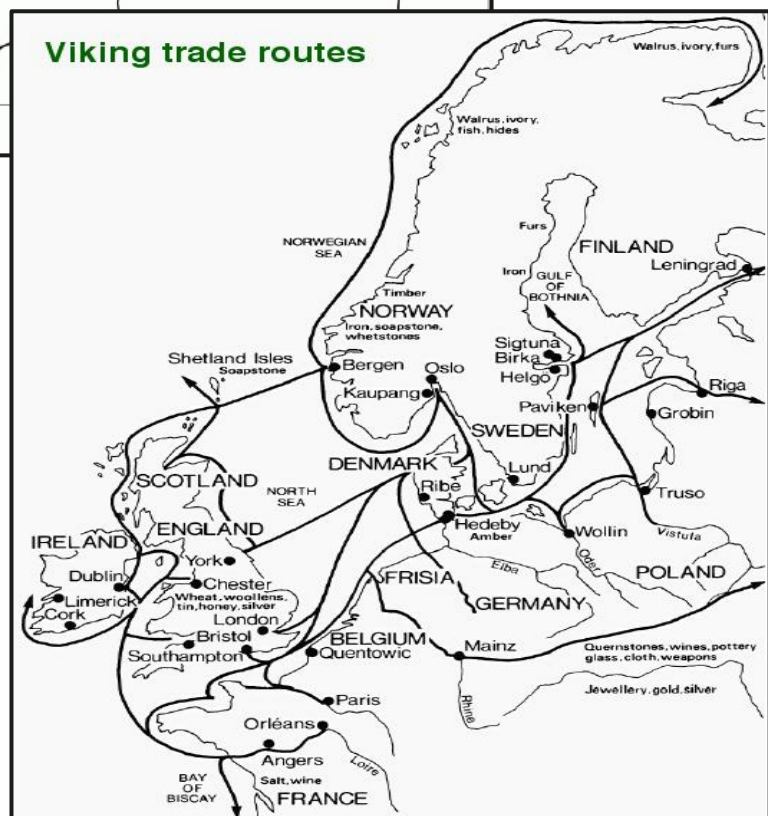 Viking trade routes
Walrus, ivory, furs
Walrus, ivory,
fish, hides
NORWEGIAN
SEA
Furs
FINLAND
Iron
GULF
OF
BOTHNIA
Leningrad
Timber
NORWAY
Iron, soapstone,
whetstones
Shetland Isles
Soapstone
Bergen
Oslo
Kaupang
Sigtuna
Birka
Helgo
Paviken
Riga
Grobin
SWEDEN
DENMARK
Lund
Ribe
Truso
SCOTLAND
NORTH
SEA
Hedeby
Amber
Wollin
Vistula
IRELAND
ENGLAND
York
Dublin
Chester
Limerick
Cork
Wheat, woollens,
tin, honey, silver
London
Bristol
Southampton
FRISIA
Elba
Oder
POLAND
GERMANY
BELGIUM
Quentowic
Mainz
Quernstones, wines, pottery
glass, cloth, weapons
Jewellery, gold, silver
Rhine
Paris
Orléans
Angers
Loire
BAY
OF
BISCAY
Salt, wine
FRANCE